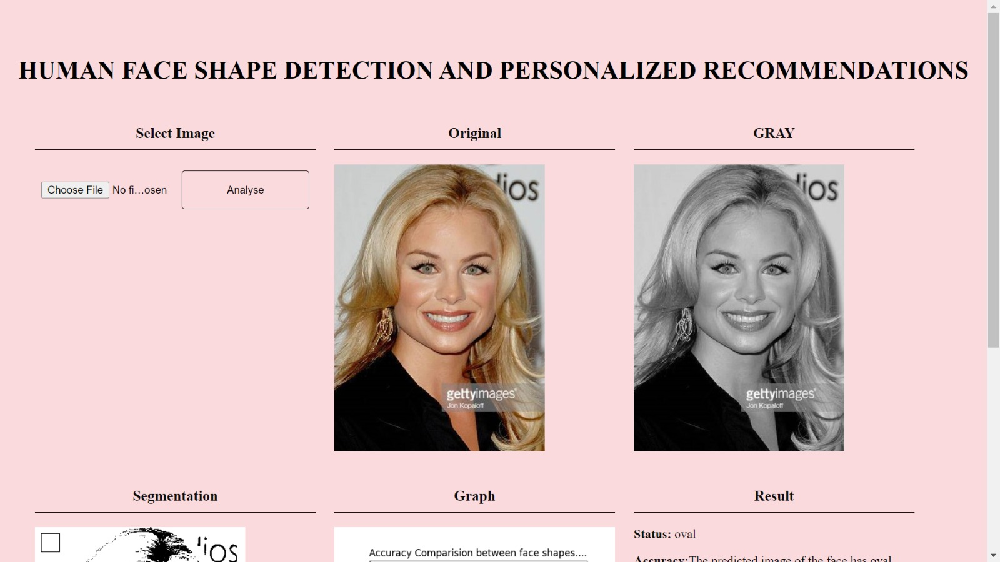 HUMAN FACE SHAPE DETECTION AND PERSONALIZED RECOMMENDATIONS
Select Image
Original
GRAY
Choose File No fi...osen
Analyse
ios
gettyimages®
Jon Kopaloff
ios
gettyimages®
Jon Kopaloff
Segmentation
Graph
Result
ios
Accuracy Comparision between face shapes....
Status: oval
Accuracy:The predicted image of the face has oval